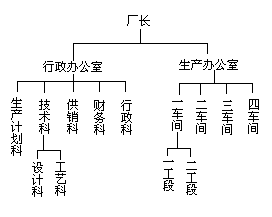 厂长
行政办公室
生产办公室
生产计划科
技术科
供销科
财务科
行政科
一车间
二车间
三车间
四车间
设计科
工艺科
一工段
二工段